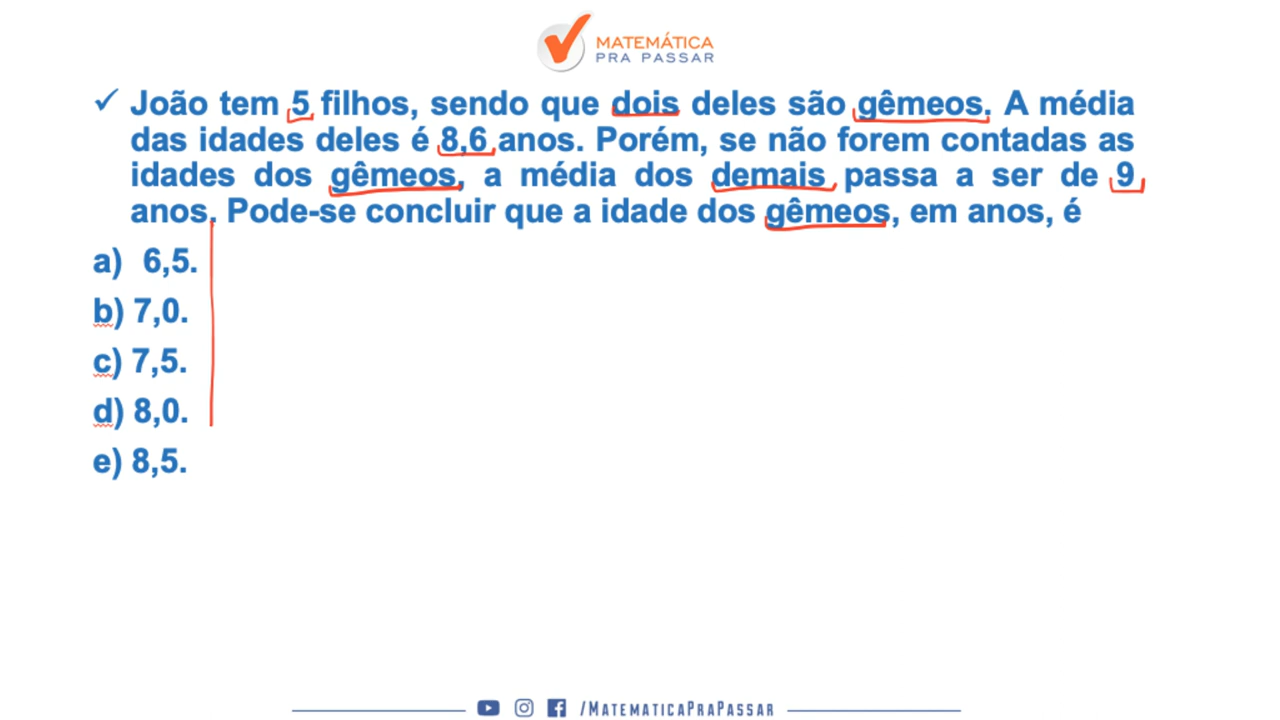 MATEMÁTICA
PRA PASSAR
✓ João tem 5 filhos, sendo que dois deles são gêmeos. A média
das idades deles é 8,6 anos. Porém, se não forem contadas as
idades dos gêmeos, a média dos demais passa a ser de 9
anos. Pode-se concluir que a idade dos gêmeos, em anos, é
a) 6,5.
b) 7,0.
c) 7,5.
d) 8,0.
e) 8,5.
/MATEMATICAPRAPASSAR